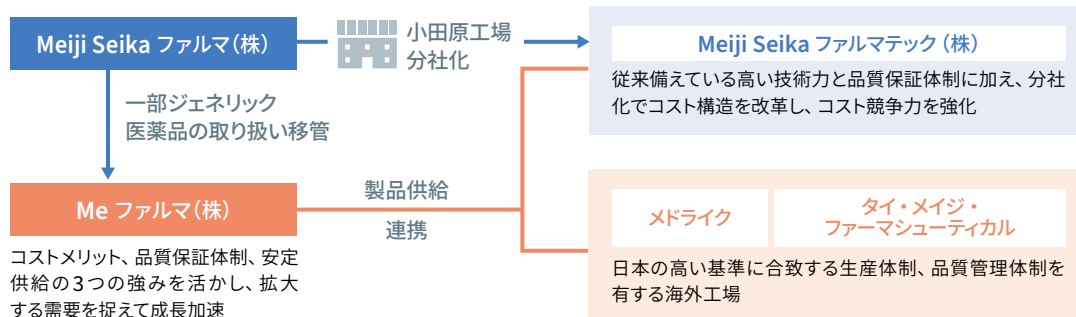 Meiji Seika ファルマ（株）
小田原工場
分社化
Meiji Seika ファルマテック（株）
従来備えている高い技術力と品質保証体制に加え、分社
化でコスト構造を改革し、コスト競争力を強化
一部ジェネリック
医薬品の取り扱い移管
Me ファルマ（株）
コストメリット、品質保証体制、安定
供給の3つの強みを活かし、拡大
する需要を捉えて成長加速
製品供給
連携
メドライク
タイ・メイジ・
ファーマシューティカル
日本の高い基準に合致する生産体制、品質管理体制を
有する海外工場